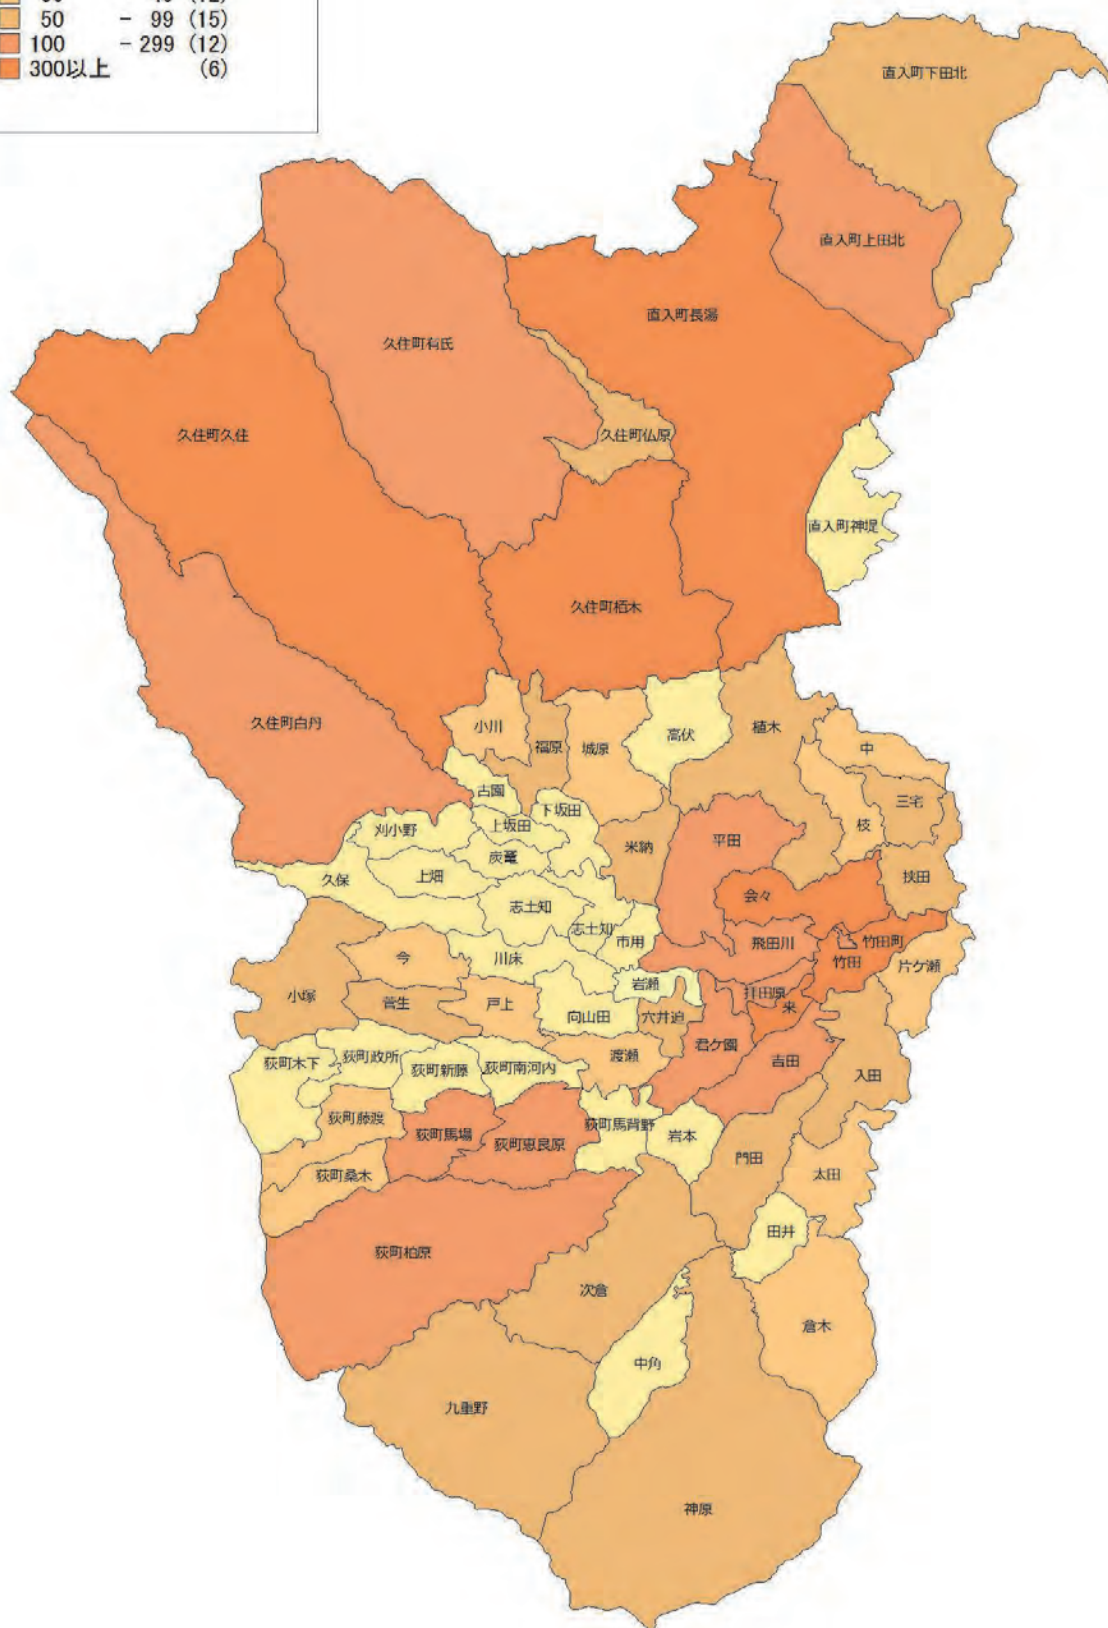 50 - 99 (15)
100 - 299 (12)
300以上 (6)
直入町下田北
直入町上田北
直入町長湯
久住町有氏
久住町久住
久住町仏原
直入町神堤
久住町栢木
久住町白丹
小川
福原
城原
高伏
植木
中
古園
下坂田
三宅
刈小野
上坂田
枝
平田
米納
炭竃
上畑
久保
挟田
会々
志土知
志土知
市用
飛田川
竹田町
今
川床
竹田
片ケ瀬
岩瀬
拝田原
小塚
菅生
戸上
来
向山田
穴井迫
君ケ園
渡瀬
吉田
荻町木下
荻町政所
荻町新藤
荻町南河内
入田
荻町藤渡
荻町馬場
荻町恵良原
荻町馬背野
岩本
門田
荻町桑木
太田
田井
荻町柏原
次倉
倉木
中角
九重野
神原